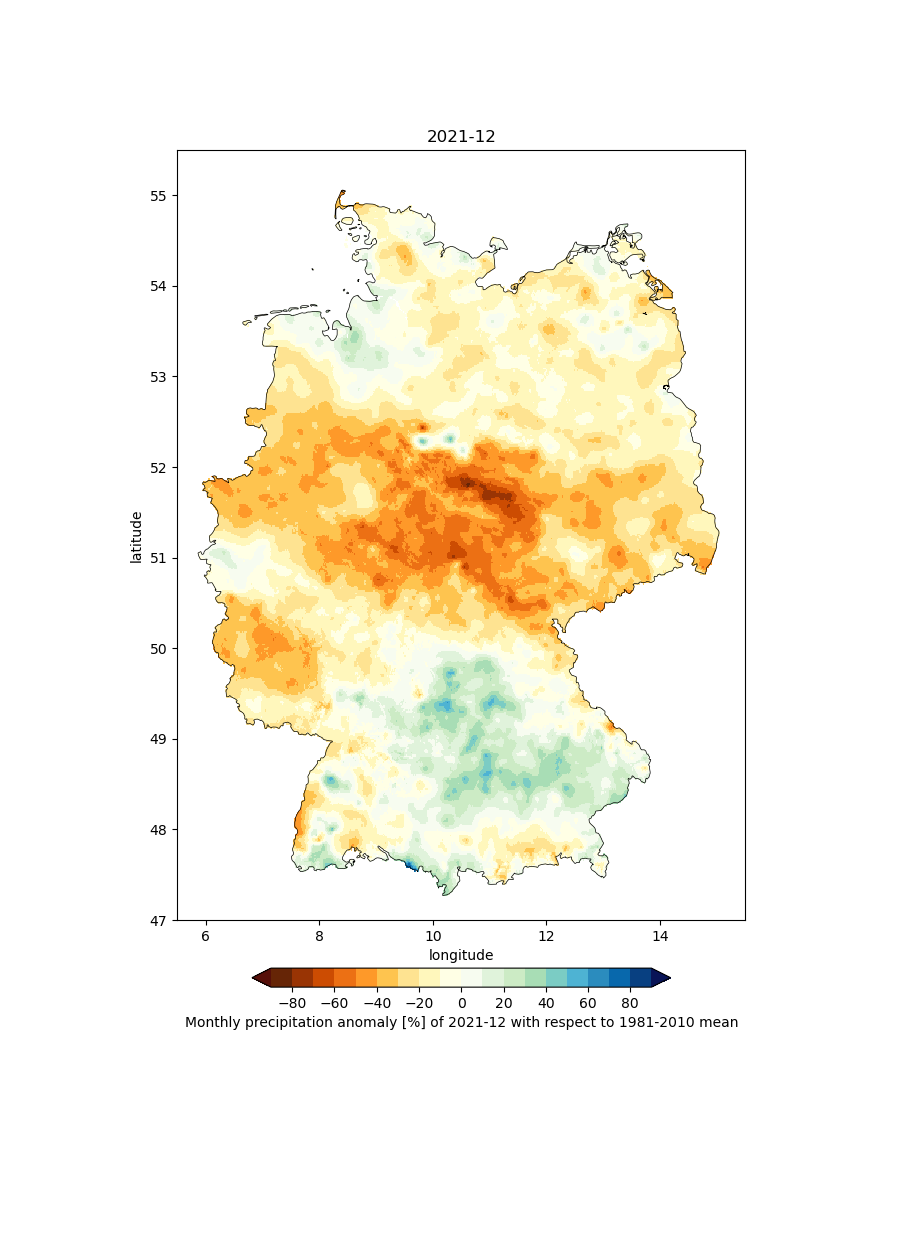 2021-12
55
54
53
52
51
50
49
48
47
latitude
6 8 10 12 14
longitude
−80 −60 −40 −20 0 20 40 60 80
Monthly precipitation anomaly [%] of 2021-12 with respect to 1981-2010 mean